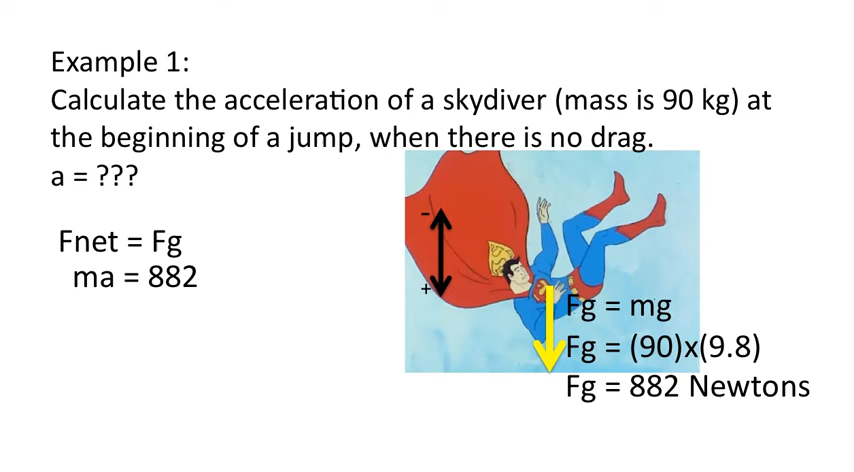 Example 1:
Calculate the acceleration of a skydiver (mass is 90 kg) at
the beginning of a jump, when there is no drag.
a = ???
Fnet = Fg
ma = 882
-
+
Fg = mg
Fg = (90)x(9.8)
Fg = 882 Newtons